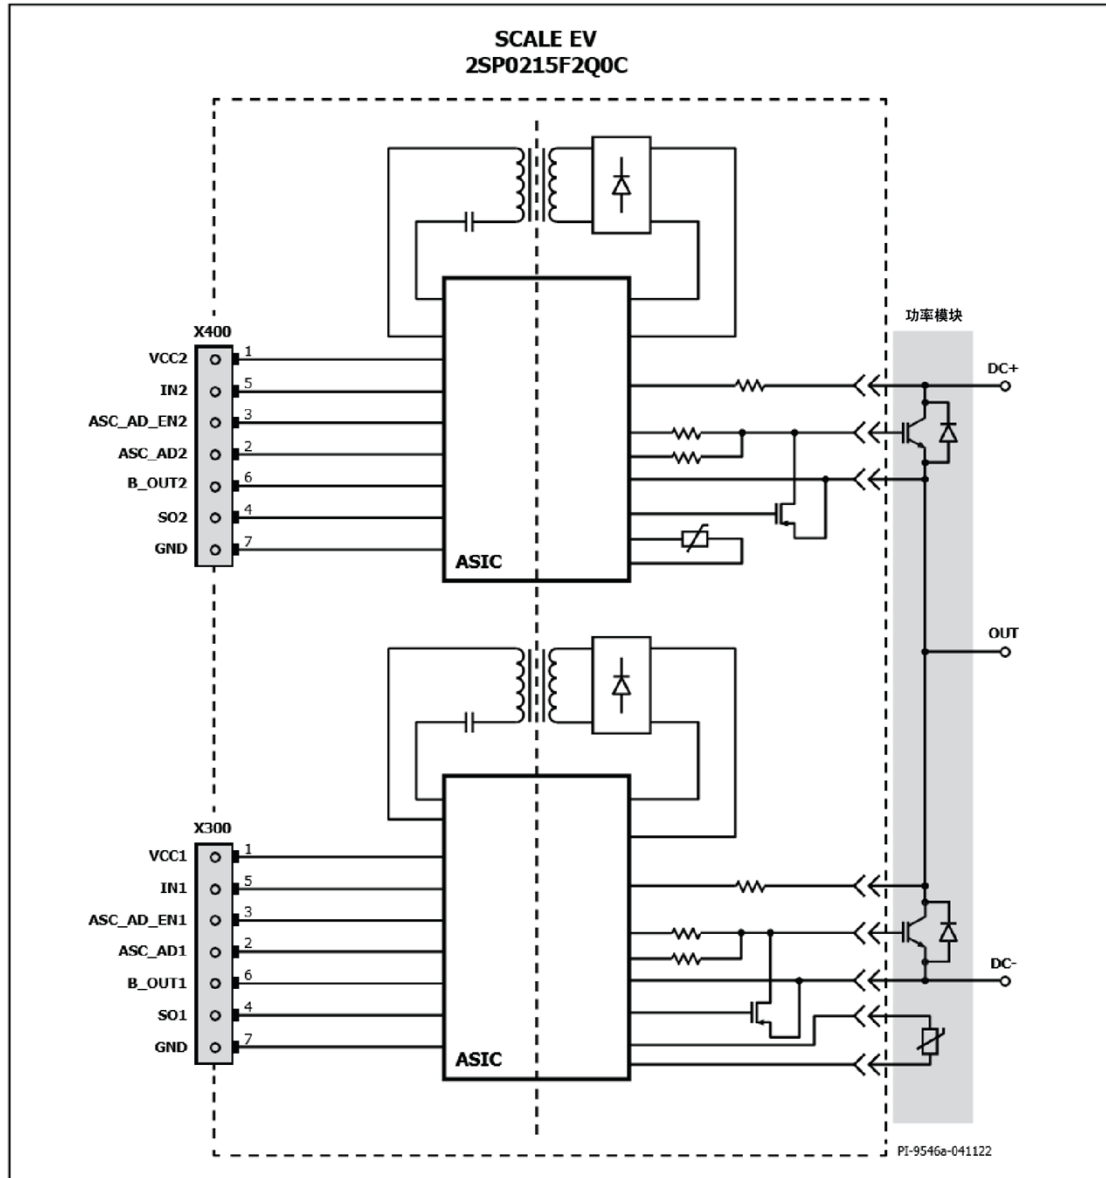 SCALE EV
2SP0215F2Q0C
功率模块
X400
VCC2 1
IN2 5
ASC_AD_EN2 3
ASC_AD2 2
B_OUT2 6
SO2 4
GND 7
ASIC
DC+
OUT
X300
VCC1 1
IN1 5
ASC_AD_EN1 3
ASC_AD1 2
B_OUT1 6
SO1 4
GND 7
ASIC
DC-
PI-9546a-041122